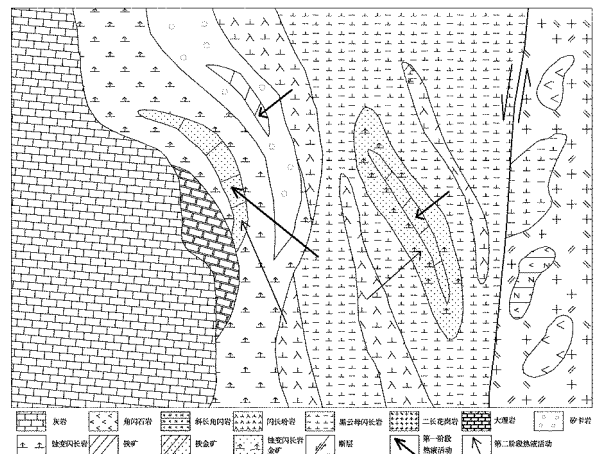 灰岩 角闪石岩 斜长角闪岩 闪长玢岩 黑云母闪长岩 二长花岗岩 大理岩 矽卡岩
蚀变闪长岩 铁矿 铁金矿 蚀变闪长岩金矿 断层 第一阶段热液活动 第二阶段热液活动